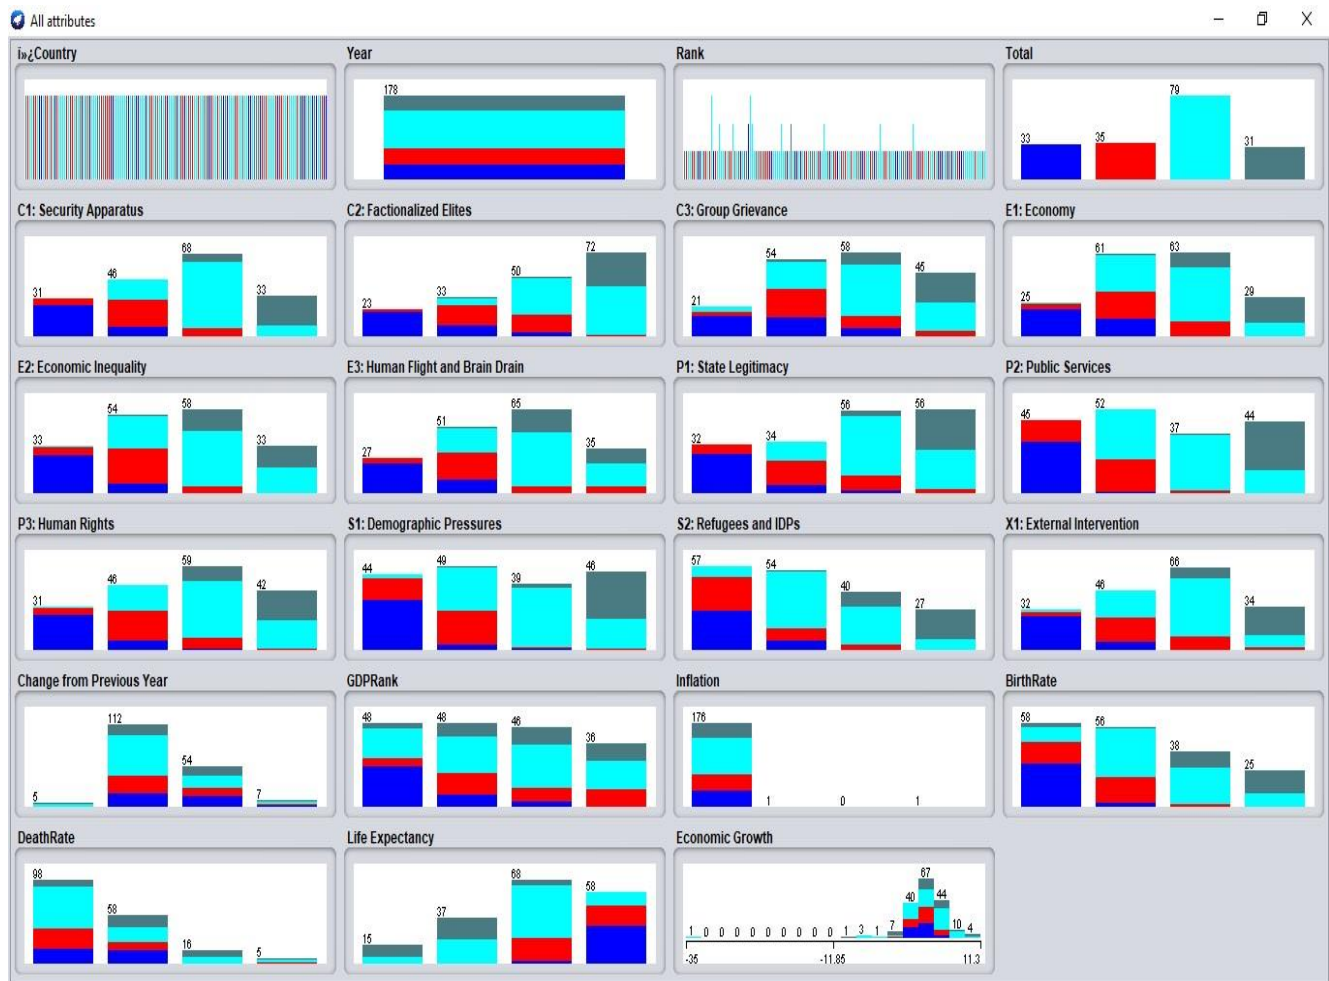 All attributes
ï»¿Country Year Rank Total
178 33 35 79 31
C1: Security Apparatus C2: Factionalized Elites C3: Group Grievance E1: Economy
31 46 68 33 23 33 50 72 21 54 58 45 25 61 63 29
E2: Economic Inequality E3: Human Flight and Brain Drain P1: State Legitimacy P2: Public Services
33 54 58 33 27 51 65 35 32 34 56 56 45 52 37 44
P3: Human Rights S1: Demographic Pressures S2: Refugees and IDPs X1: External Intervention
31 46 59 42 44 49 39 46 57 54 40 27 32 46 66 34
Change from Previous Year GDPRank Inflation BirthRate
5 112 54 7 48 48 46 36 176 1 0 1 58 56 38 25
DeathRate Life Expectancy Economic Growth
98 58 16 5 15 37 68 58 1 0 0 0 0 0 0 0 0 0 1 3 1 7 40 67 44 10 4
-35 -11.85 11.3